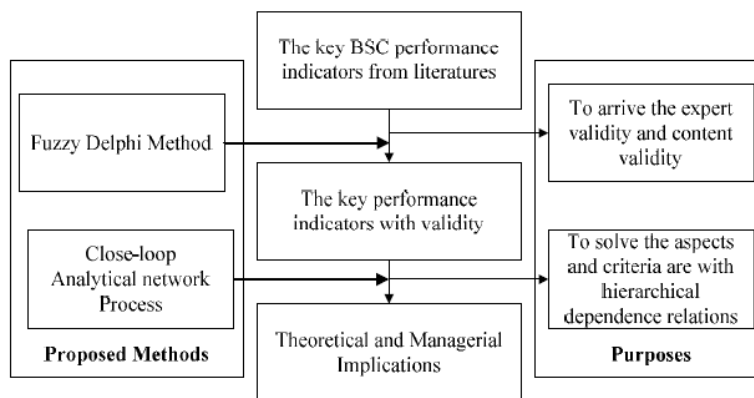 The key BSC performance
indicators from literatures
Fuzzy Delphi Method
To arrive the expert
validity and content
validity
The key performance
indicators with validity
Close-loop
Analytical network
Process
To solve the aspects
and criteria are with
hierarchical
dependence relations
Theoretical and Managerial
Implications
Proposed Methods
Purposes